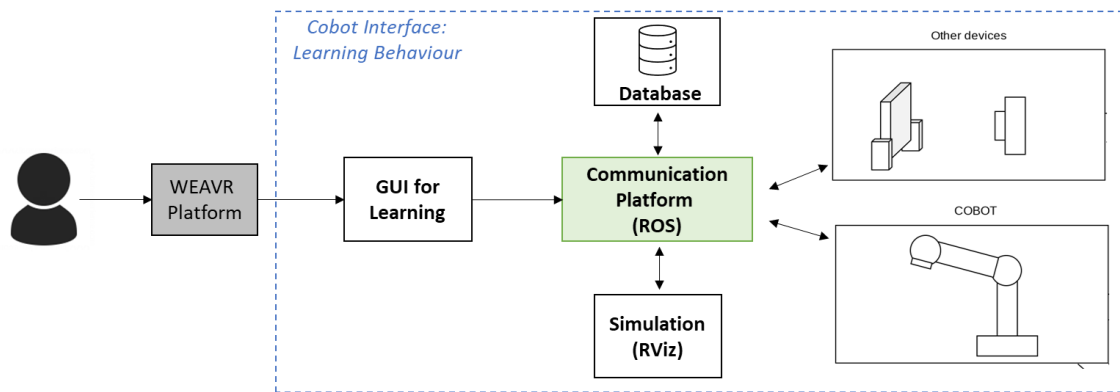 Cobot Interface:
Learning Behaviour
Database
Other devices
WEAVR
Platform
GUI for
Learning
Communication
Platform
(ROS)
COBOT
Simulation
(RViz)